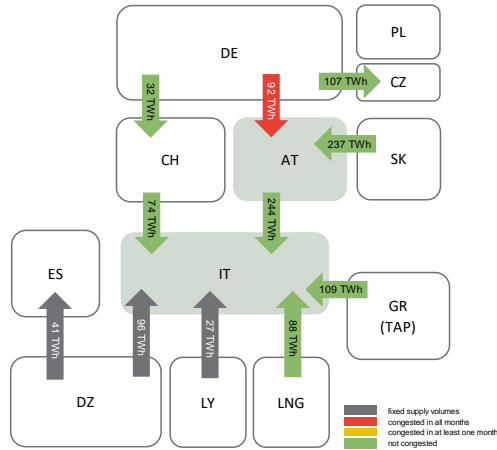 PL
DE
107 TWh
CZ
32 TWh
92 TWh
237 TWh
CH
AT
SK
74 TWh
244 TWh
ES
IT
109 TWh
GR
(TAP)
41 TWh
96 TWh
27 TWh
88 TWh
DZ
LY
LNG
fixed supply volumes
congested in all months
congested in at least one month
not congested